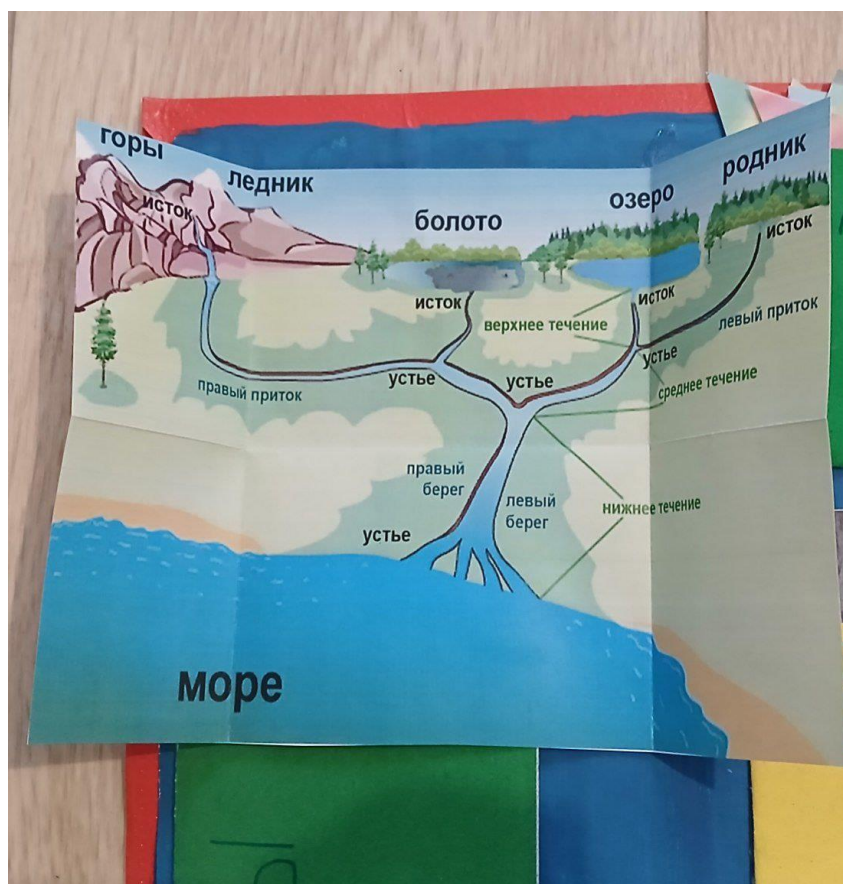 горы
ледник
исток
болото
озеро
родник
исток
исток
исток
верхнее течение
левый приток
устье
среднее течение
правый приток
устье
устье
правый
берег
левый
берег
нижнее течение
устье
море